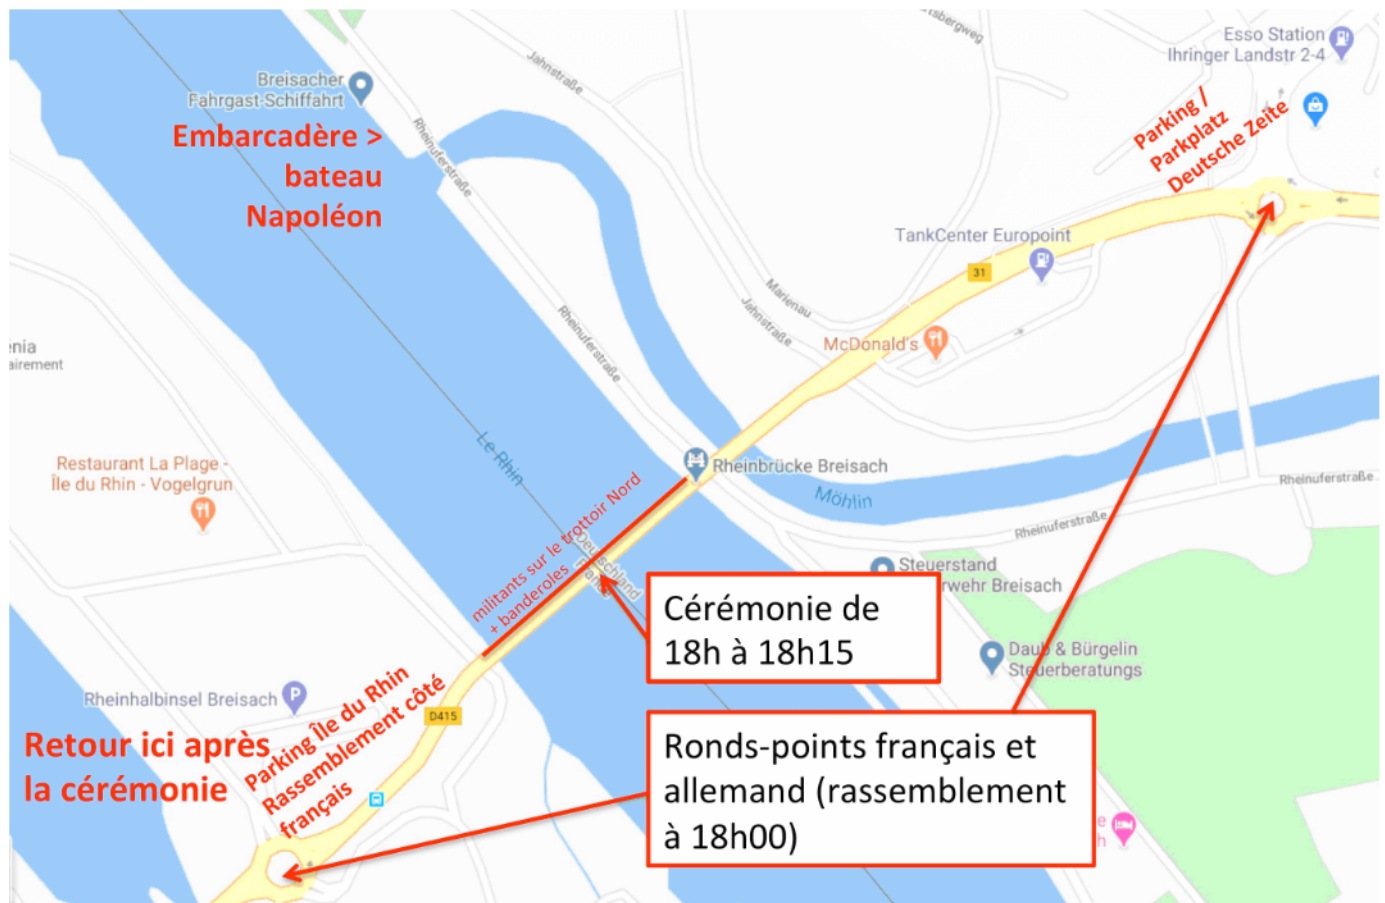 tsbergweg
Esso Station
Ihringer Landstr 2-4
Jahnstraße
Breisacher
Fahrgast-Schiffahrt
Parking /
Parkplatz
Deutsche Zeite
Embarcadère >
bateau
Napoléon
Rheinuferstraße
TankCenter Europoint
31
Marienau
Jahnstraße
McDonald's
Rheinuferstraße
enia
airement
Le Rhin
Restaurant La Plage -
Île du Rhin - Vogelgrun
Rheinbrücke Breisach
Möhlin
Rheinuferstraße
Rheinuferstraße
militants sur le trottoir Nord
+ banderoles
Deutschland
Steuerstand
rwehr Breisach
Cérémonie de
18h à 18h15
Daub & Bürgelin
Steuerberatungs
Rheinhalbinsel Breisach
P
D415
Parking Île du Rhin
Rassemblement côté
français
Retour ici après
la cérémonie
Ronds-points français et
allemand (rassemblement
à 18h00)
e
h